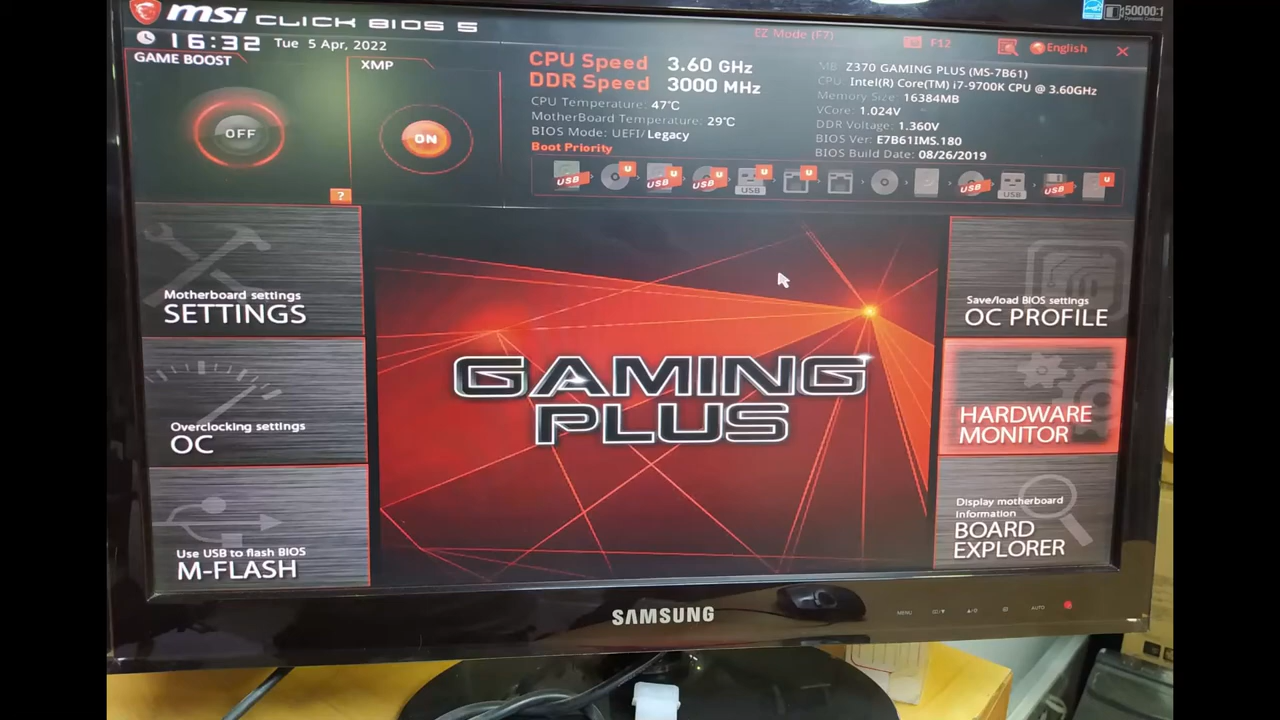 msi CLICK BIOS 5
50000:1
16:32 Tue 5 Apr, 2022
EZ Mode (F7)
F12
English
GAME BOOST
XMP
OFF
ON
?
CPU Speed 3.60 GHz
DDR Speed 3000 MHz
CPU Temperature: 47°C
MotherBoard Temperature: 29°C
BIOS Mode: UEFI/Legacy
Boot Priority
MB: Z370 GAMING PLUS (MS-7B61)
CPU: Intel(R) Core(TM) i7-9700K CPU @ 3.60GHz
Memory Size: 16384MB
VCore: 1.024V
DDR Voltage: 1.360V
BIOS Ver: E7B61IMS.180
BIOS Build Date: 08/26/2019
USB U USB U USB U USB U U USB USB USB U
Motherboard settings
SETTINGS
Overclocking settings
OC
Use USB to flash BIOS
M-FLASH
GAMING
PLUS
Save/load BIOS settings
OC PROFILE
HARDWARE
MONITOR
Display motherboard
information
BOARD
EXPLORER
SAMSUNG
MENU
AUTO